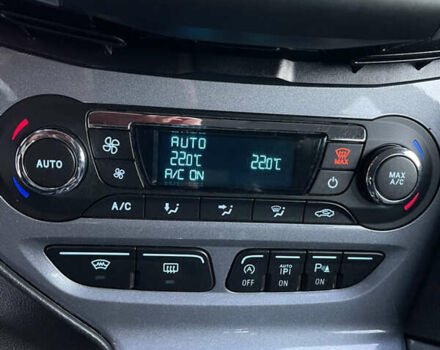 AUTO
22.0°C 22.0°C
A/C ON
AUTO
MAX
MAX
A/C
A/C
OFF
AUTO
P
ON
P
ON